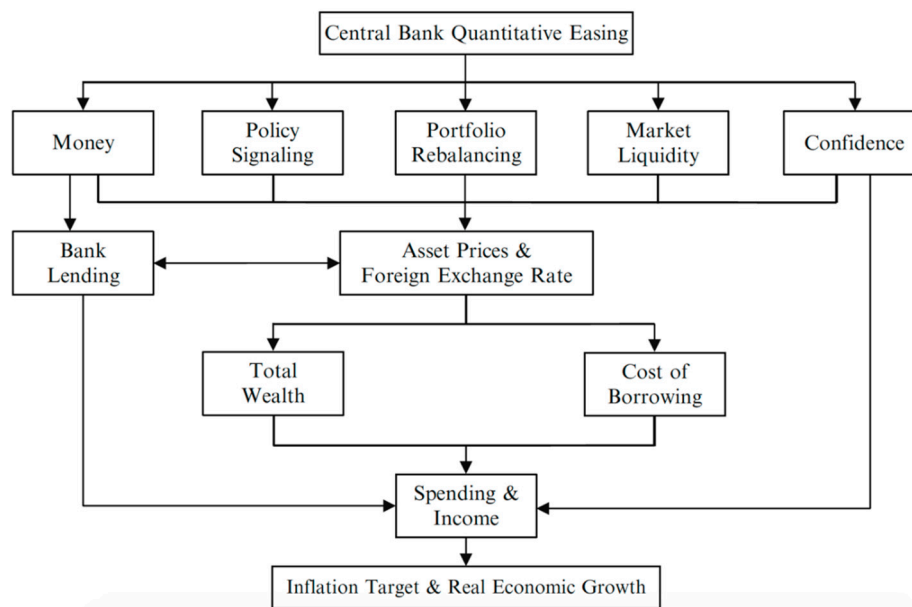 Central Bank Quantitative Easing
Money
Policy
Signaling
Portfolio
Rebalancing
Market
Liquidity
Confidence
Bank
Lending
Asset Prices &
Foreign Exchange Rate
Total
Wealth
Cost of
Borrowing
Spending &
Income
Inflation Target & Real Economic Growth